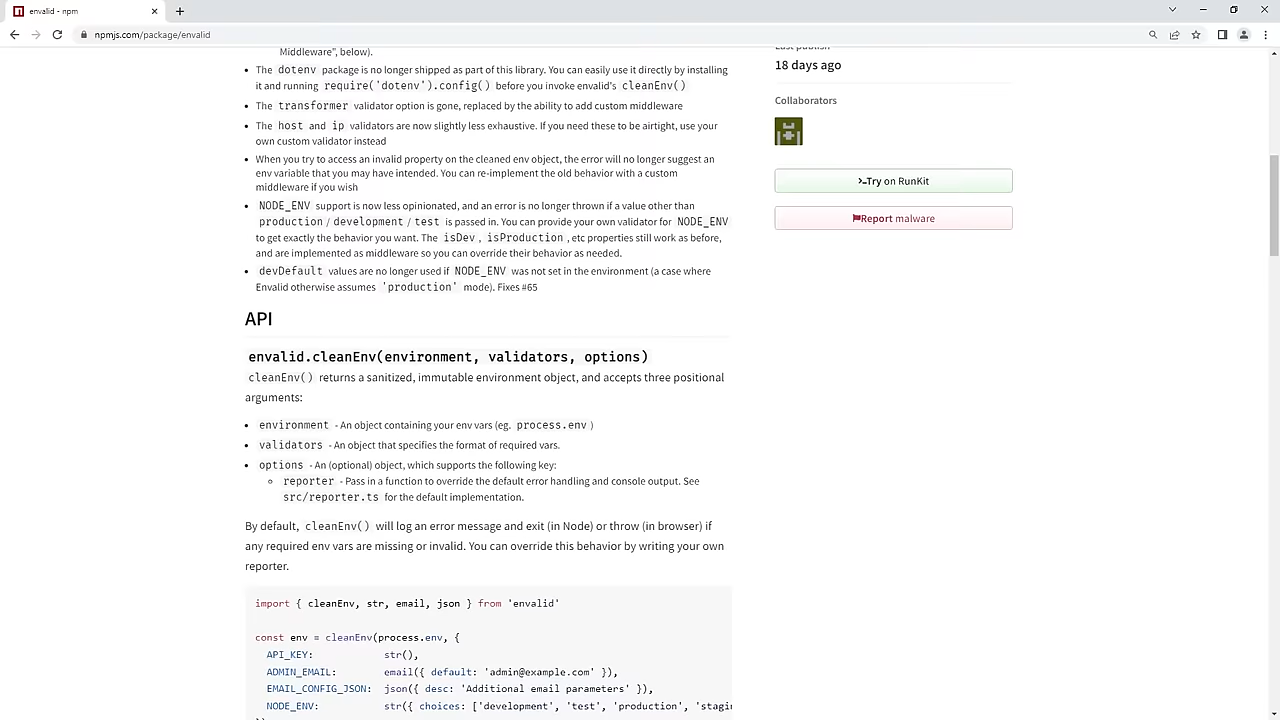 envalid - npm
npmjs.com/package/envalid
Middleware", below).
The dotenv package is no longer shipped as part of this library. You can easily use it directly by installing
it and running require('dotenv').config() before you invoke envalid's cleanEnv()
The transformer validator option is gone, replaced by the ability to add custom middleware
The host and ip validators are now slightly less exhaustive. If you need these to be airtight, use your
own custom validator instead
When you try to access an invalid property on the cleaned env object, the error will no longer suggest an
env variable that you may have intended. You can re-implement the old behavior with a custom
middleware if you wish
NODE_ENV support is now less opinionated, and an error is no longer thrown if a value other than
production / development / test is passed in. You can provide your own validator for NODE_ENV
to get exactly the behavior you want. The isDev , isProduction , etc properties still work as before,
and are implemented as middleware so you can override their behavior as needed.
devDefault values are no longer used if NODE_ENV was not set in the environment (a case where
Envalid otherwise assumes 'production' mode). Fixes #65
API
envalid.cleanEnv(environment, validators, options)
cleanEnv() returns a sanitized, immutable environment object, and accepts three positional
arguments:
environment - An object containing your env vars (eg. process.env )
validators - An object that specifies the format of required vars.
options - An (optional) object, which supports the following key:
reporter - Pass in a function to override the default error handling and console output. See
src/reporter.ts for the default implementation.
By default, cleanEnv() will log an error message and exit (in Node) or throw (in browser) if
any required env vars are missing or invalid. You can override this behavior by writing your own
reporter.
import { cleanEnv, str, email, json } from 'envalid'
const env = cleanEnv(process.env, {
API_KEY: str(),
ADMIN_EMAIL: email({ default: 'admin@example.com' }),
EMAIL_CONFIG_JSON: json({ desc: 'Additional email parameters' }),
NODE_ENV: str({ choices: ['development', 'test', 'production', 'stagin
Last publish
18 days ago
Collaborators
Try on RunKit
Report malware